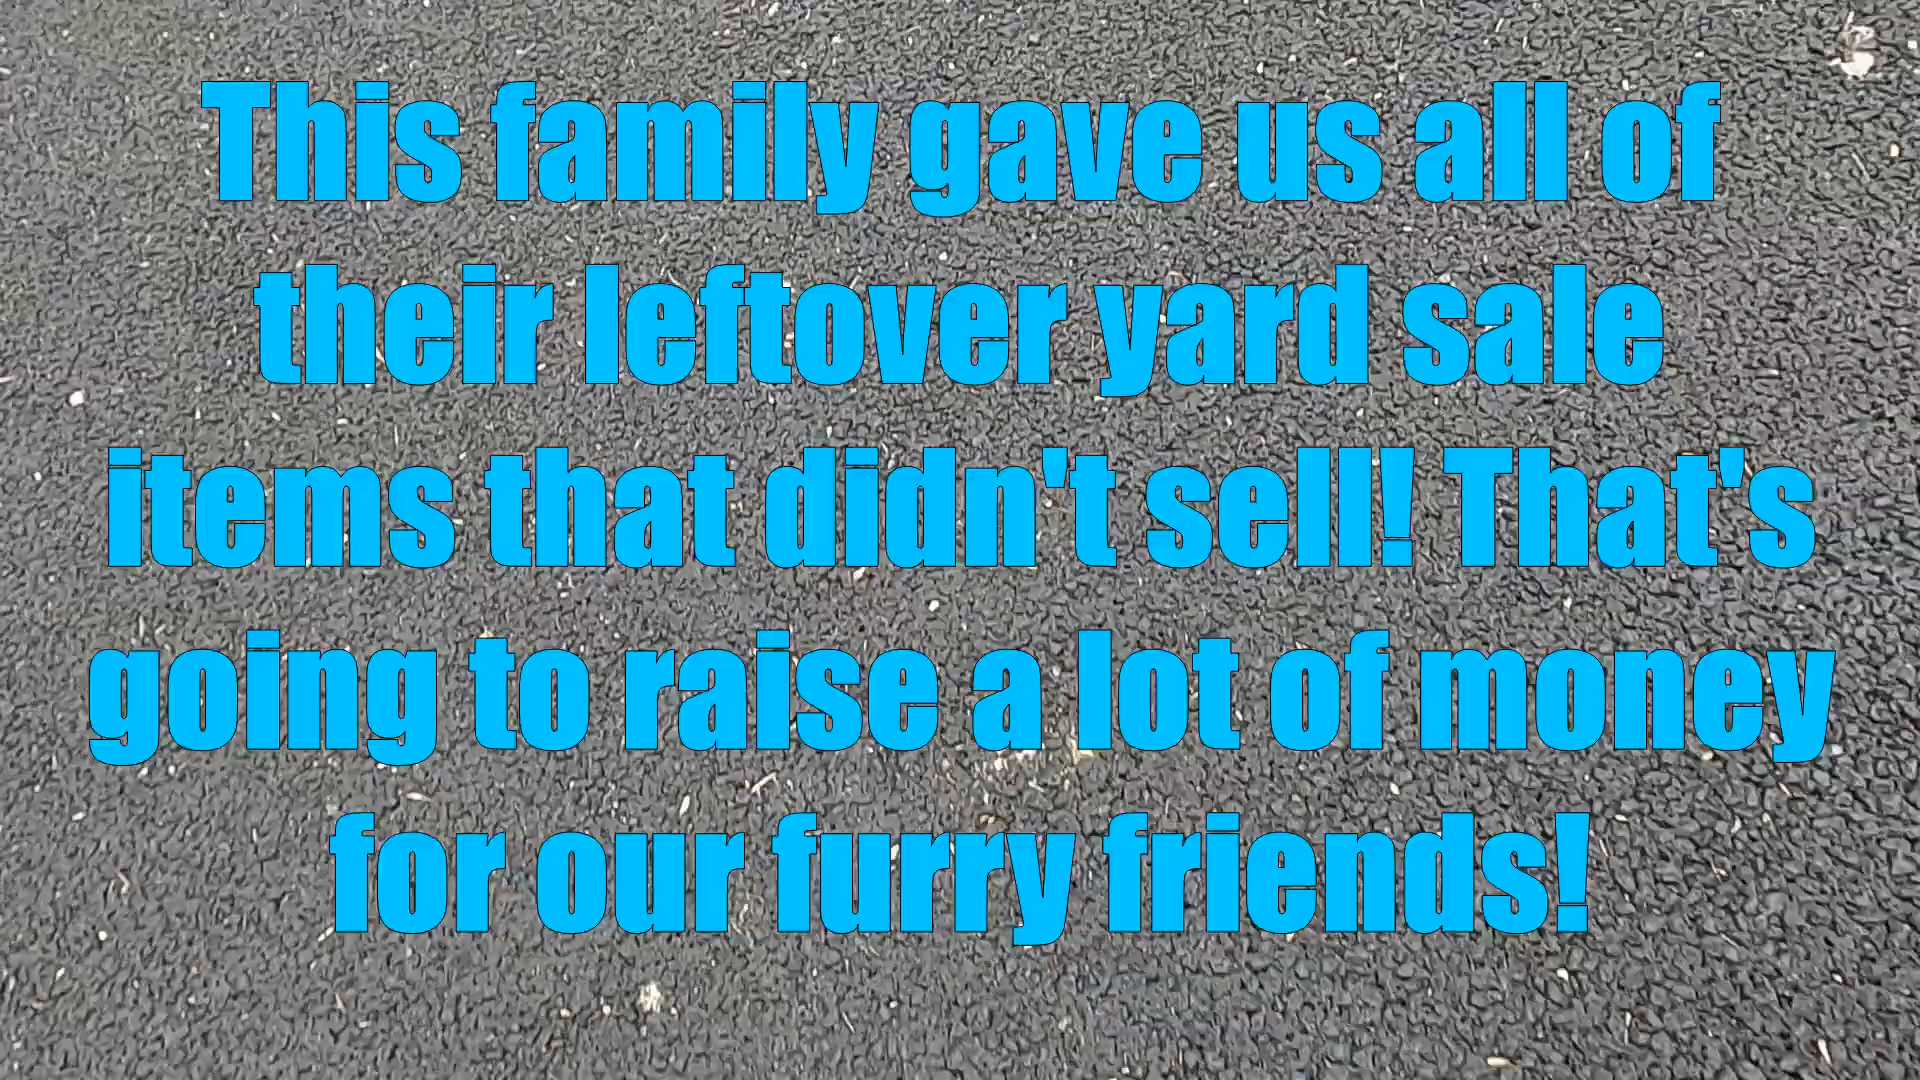 This family gave us all of
their leftover yard sale
items that didn't sell! That's
going to raise a lot of money
for our furry friends!